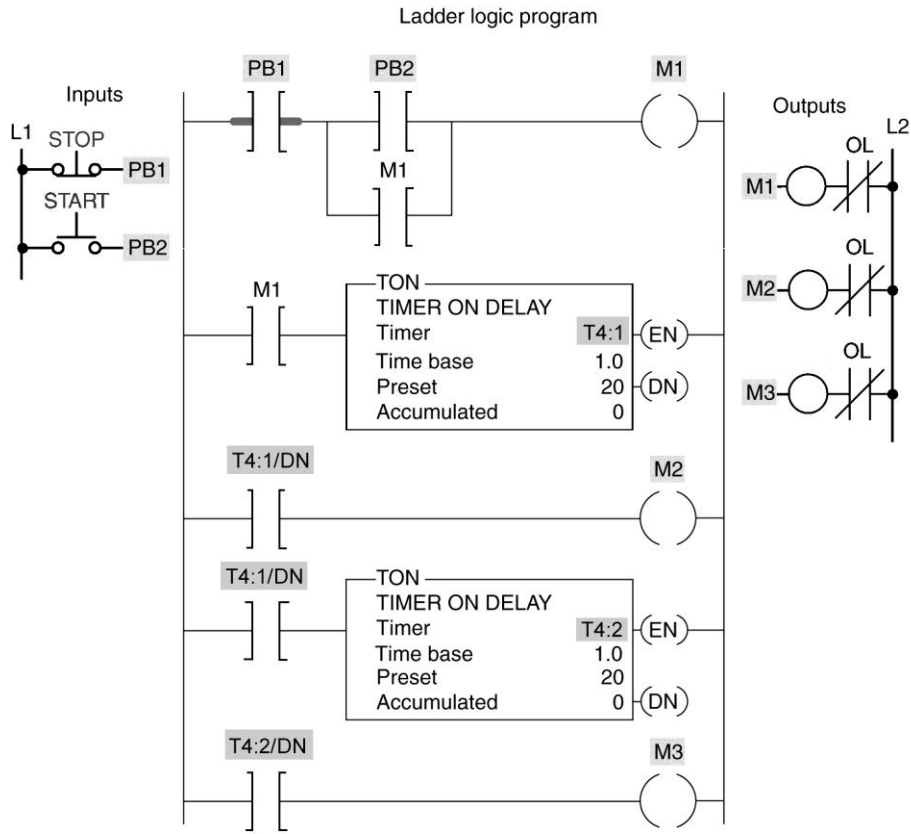 Ladder logic program
Inputs
L1
STOP
PB1
START
PB2
PB1
PB2
M1
M1
Outputs
L2
OL
M1
OL
M2
OL
M3
M1
TON
TIMER ON DELAY
Timer T4:1 (EN)
Time base 1.0
Preset 20 (DN)
Accumulated 0
T4:1/DN
M2
T4:1/DN
TON
TIMER ON DELAY
Timer T4:2 (EN)
Time base 1.0
Preset 20
Accumulated 0 (DN)
T4:2/DN
M3